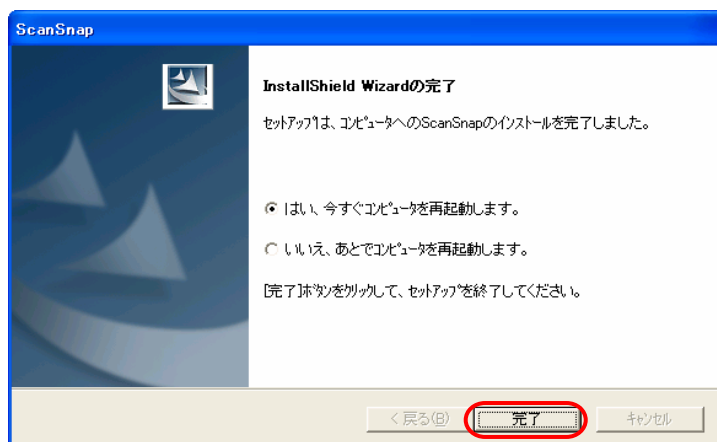 ScanSnap
InstallShield Wizardの完了
セットアップは、コンピュータへのScanSnapのインストールを完了しました。
はい、今すぐコンピュータを再起動します。
いいえ、あとでコンピュータを再起動します。
[完了]ボタンをクリックして、セットアップを終了してください。
< 戻る(B) 完了 キャンセル